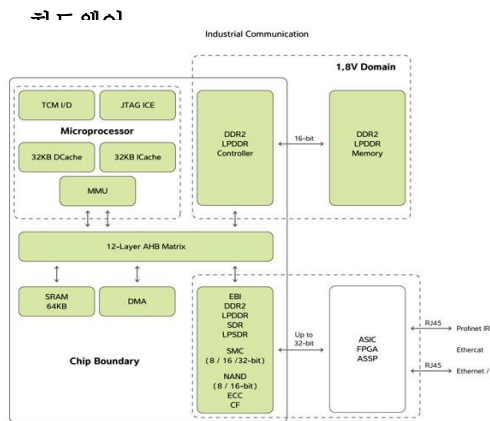 Industrial Communication
1,8V Domain
TCM I/D
JTAG ICE
Microprocessor
32KB DCache
32KB ICache
MMU
DDR2
LPDDR
Controller
16-bit
DDR2
LPDDR
Memory
12-Layer AHB Matrix
SRAM
64KB
DMA
Chip Boundary
EBI
DDR2
LPDDR
SDR
LPSDR
SMC
(8 / 16 /32-bit)
NAND
(8 / 16-bit)
ECC
CF
Up to
32-bit
ASIC
FPGA
ASSP
RJ45
Profinet IR
Ethercat
RJ45
Ethernet /